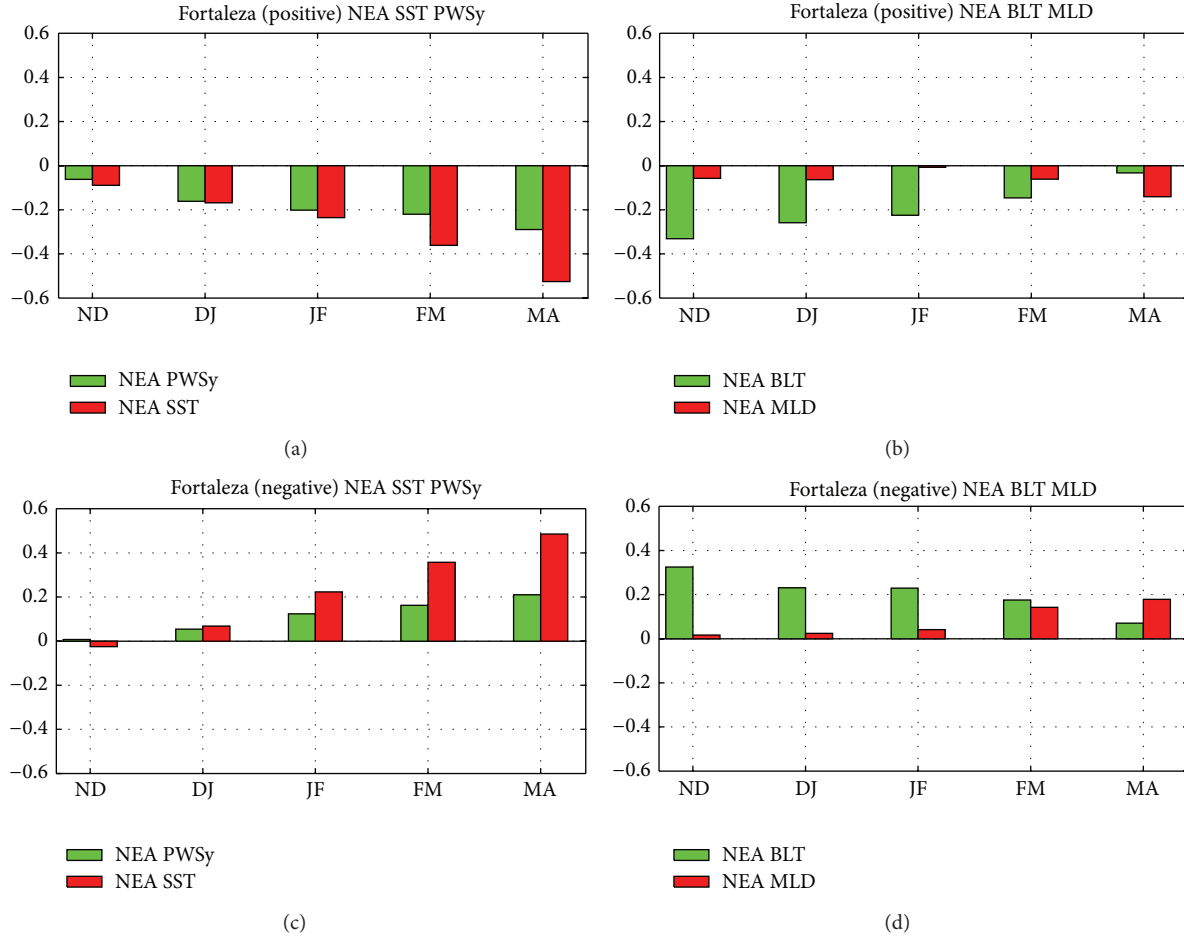 Fortaleza (positive) NEA SST PWSy
0.6
0.4
0.2
0
−0.2
−0.4
−0.6
ND DJ JF FM MA
NEA PWSy
NEA SST
(a)
Fortaleza (positive) NEA BLT MLD
0.6
0.4
0.2
0
−0.2
−0.4
−0.6
ND DJ JF FM MA
NEA BLT
NEA MLD
(b)
Fortaleza (negative) NEA SST PWSy
0.6
0.4
0.2
0
−0.2
−0.4
−0.6
ND DJ JF FM MA
NEA PWSy
NEA SST
(c)
Fortaleza (negative) NEA BLT MLD
0.6
0.4
0.2
0
−0.2
−0.4
−0.6
ND DJ JF FM MA
NEA BLT
NEA MLD
(d)